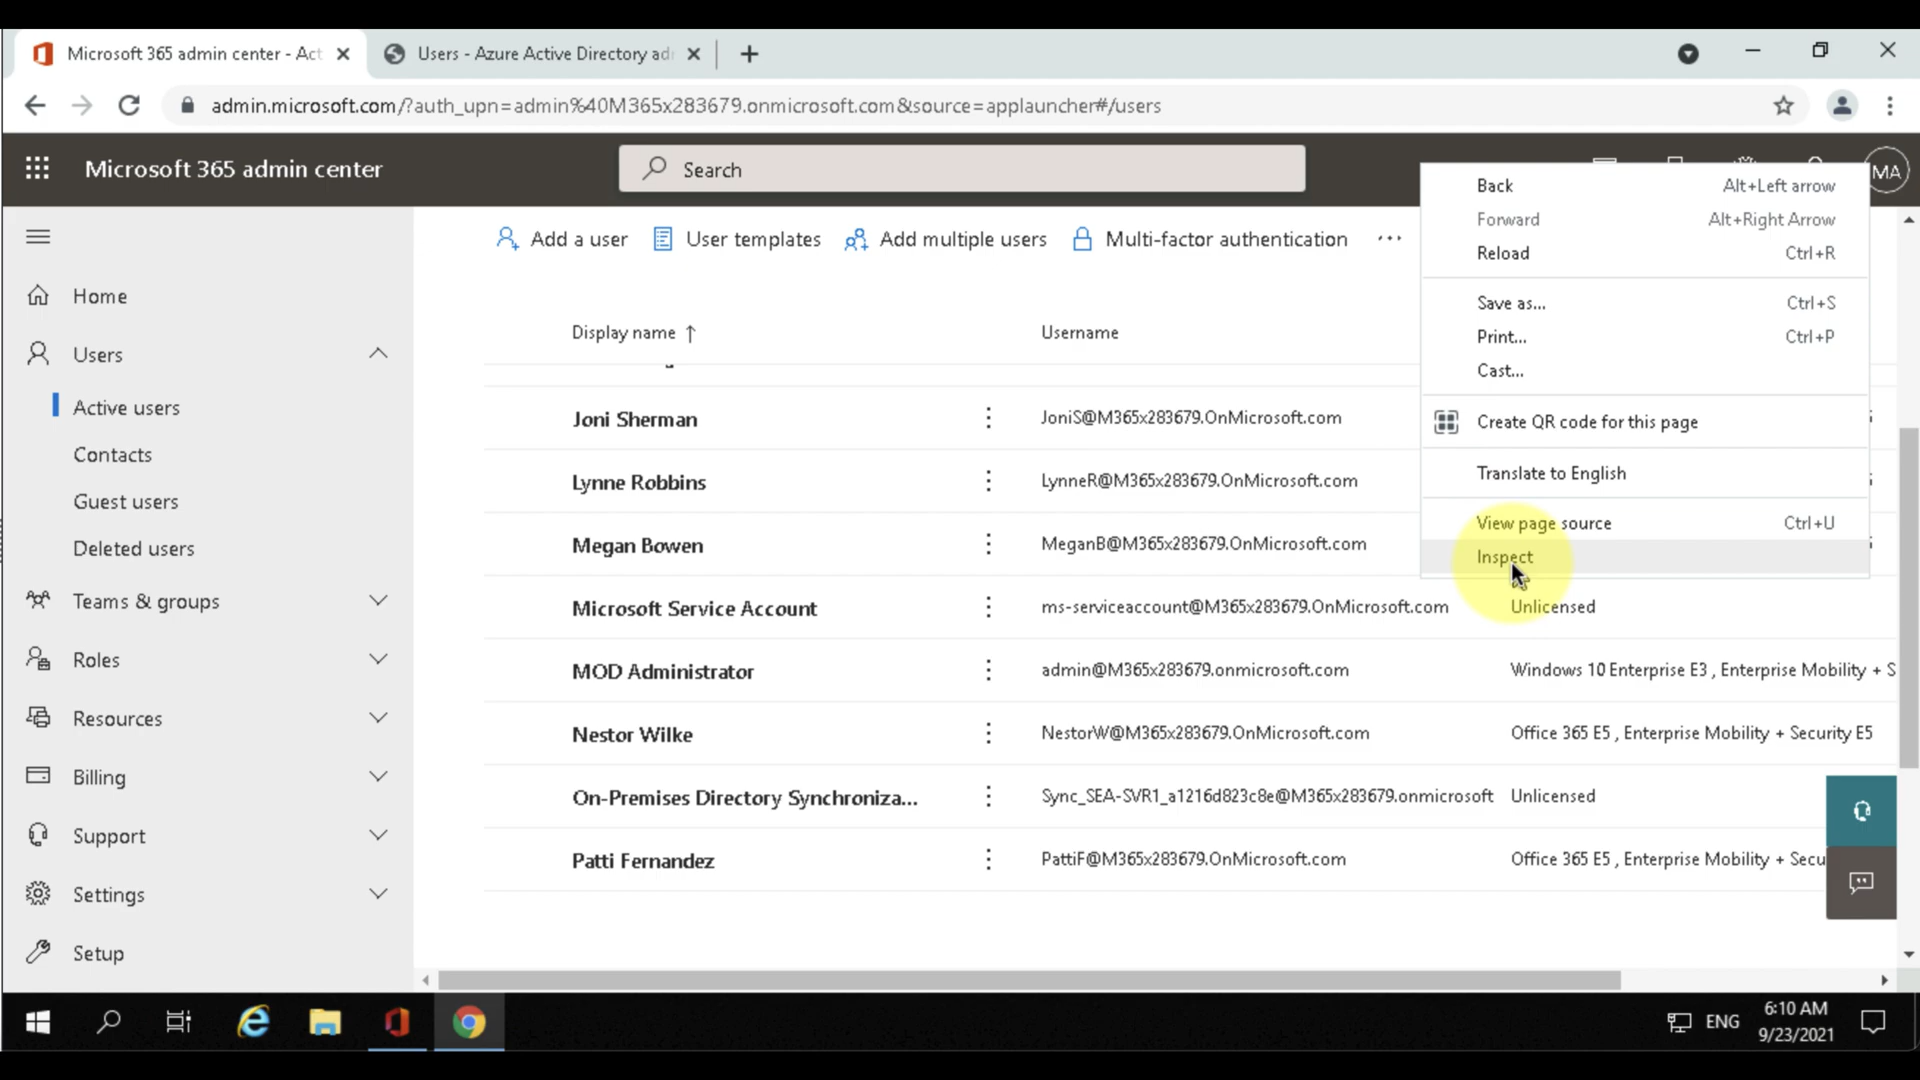 Microsoft 365 admin center - Act
Users - Azure Active Directory ad
admin.microsoft.com/?auth_upn=admin%40M365x283679.onmicrosoft.com&source=applauncher#/users
Microsoft 365 admin center
Search
MA
Add a user
User templates
Add multiple users
Multi-factor authentication
Display name ↑
Username
Joni Sherman
JoniS@M365x283679.OnMicrosoft.com
Lynne Robbins
LynneR@M365x283679.OnMicrosoft.com
Megan Bowen
MeganB@M365x283679.OnMicrosoft.com
Microsoft Service Account
ms-serviceaccount@M365x283679.OnMicrosoft.com
Unlicensed
MOD Administrator
admin@M365x283679.onmicrosoft.com
Windows 10 Enterprise E3 , Enterprise Mobility + S
Nestor Wilke
NestorW@M365x283679.OnMicrosoft.com
Office 365 E5 , Enterprise Mobility + Security E5
On-Premises Directory Synchroniza...
Sync_SEA-SVR1_a1216d823c8e@M365x283679.onmicrosoft
Unlicensed
Patti Fernandez
PattiF@M365x283679.OnMicrosoft.com
Office 365 E5 , Enterprise Mobility + Secu
Home
Users
Active users
Contacts
Guest users
Deleted users
Teams & groups
Roles
Resources
Billing
Support
Settings
Setup
Back Alt+Left arrow
Forward Alt+Right Arrow
Reload Ctrl+R
Save as... Ctrl+S
Print... Ctrl+P
Cast...
Create QR code for this page
Translate to English
View page source Ctrl+U
Inspect
ENG
6:10 AM
9/23/2021